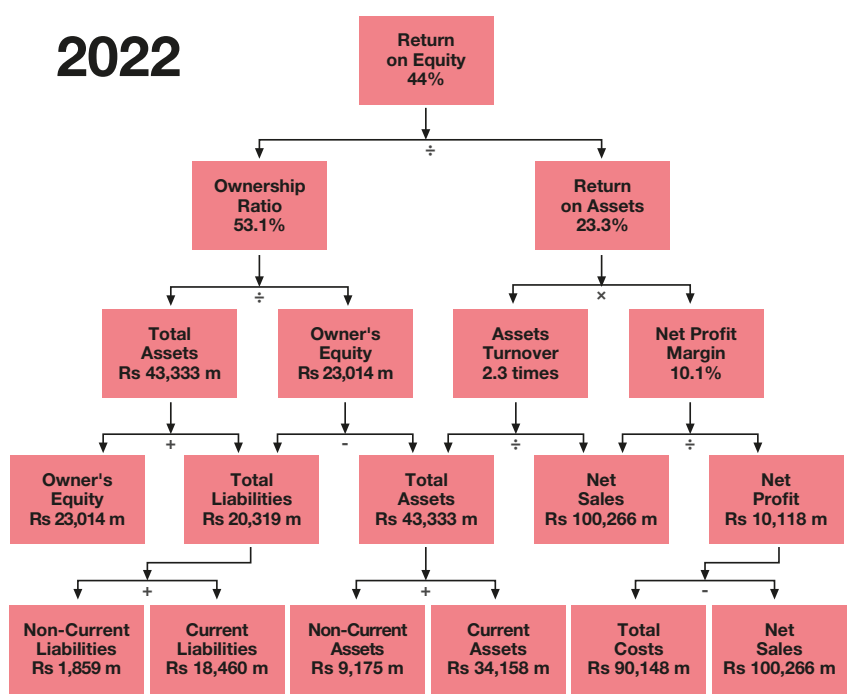 2022
Return
on Equity
44%
÷
Ownership
Ratio
53.1%
Return
on Assets
23.3%
÷
×
Total
Assets
Rs 43,333 m
Owner's
Equity
Rs 23,014 m
Assets
Turnover
2.3 times
Net Profit
Margin
10.1%
+
-
÷
÷
Owner's
Equity
Rs 23,014 m
Total
Liabilities
Rs 20,319 m
Total
Assets
Rs 43,333 m
Net
Sales
Rs 100,266 m
Net
Profit
Rs 10,118 m
+
+
-
Non-Current
Liabilities
Rs 1,859 m
Current
Liabilities
Rs 18,460 m
Non-Current
Assets
Rs 9,175 m
Current
Assets
Rs 34,158 m
Total
Costs
Rs 90,148 m
Net
Sales
Rs 100,266 m